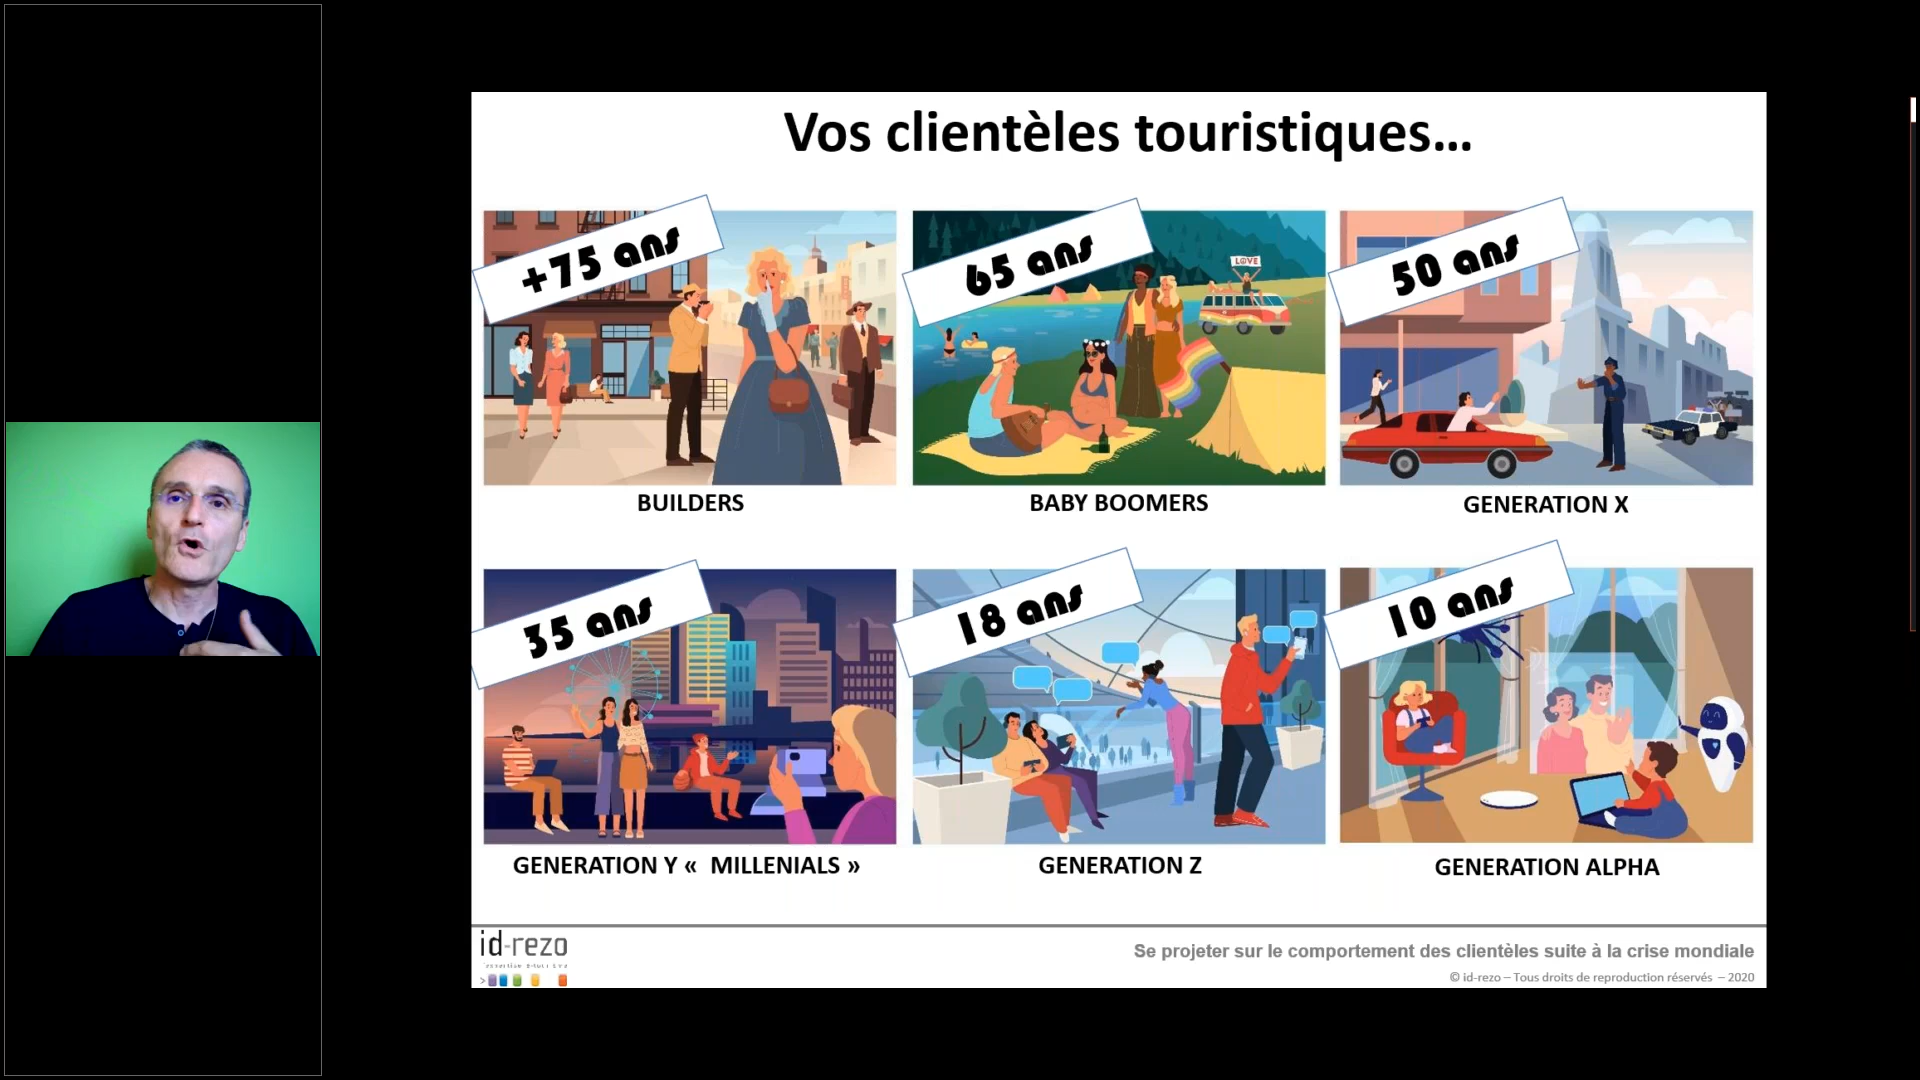 Vos clientèles touristiques...
+75 ans
65 ans
LOVE
50 ans
BUILDERS
BABY BOOMERS
GENERATION X
35 ans
18 ans
10 ans
GENERATION Y « MILLENIALS »
GENERATION Z
GENERATION ALPHA
id-rezo
Se projeter sur le comportement des clientèles suite à la crise mondiale
© id-rezo – Tous droits de reproduction réservés – 2020